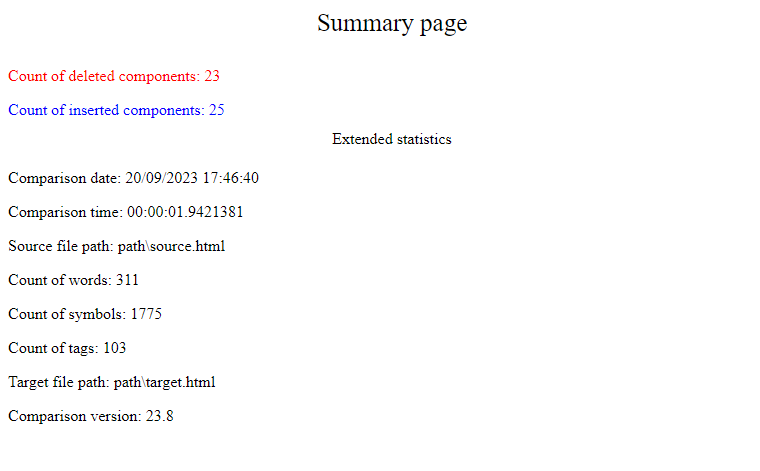 Summary page
Count of deleted components: 23
Count of inserted components: 25
Extended statistics
Comparison date: 20/09/2023 17:46:40
Comparison time: 00:00:01.9421381
Source file path: path\source.html
Count of words: 311
Count of symbols: 1775
Count of tags: 103
Target file path: path\target.html
Comparison version: 23.8